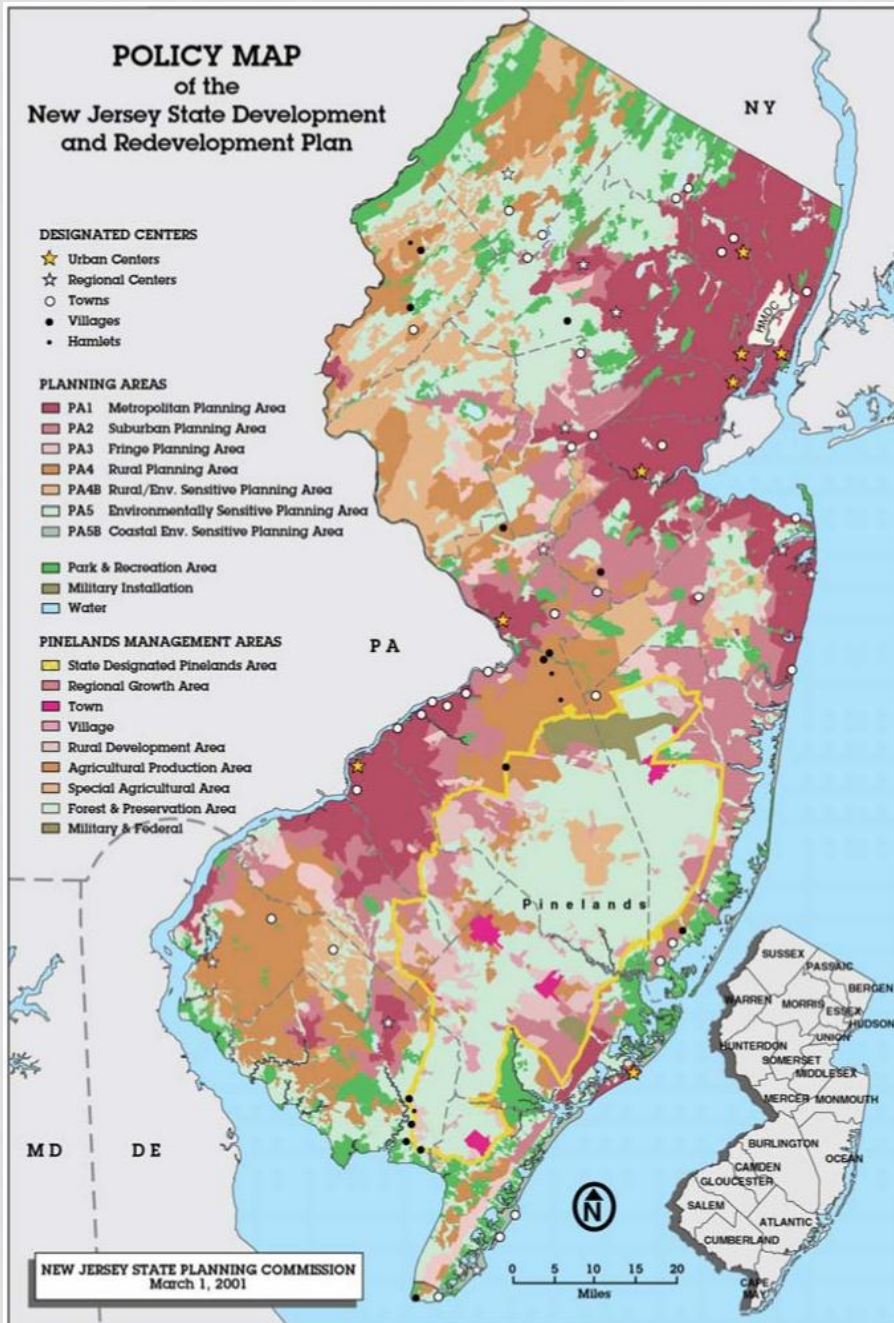 POLICY MAP
of the
New Jersey State Development
and Redevelopment Plan
NY
DESIGNATED CENTERS
Urban Centers
Regional Centers
Towns
Villages
Hamlets
HMDC
PLANNING AREAS
PA1 Metropolitan Planning Area
PA2 Suburban Planning Area
PA3 Fringe Planning Area
PA4 Rural Planning Area
PA4B Rural/Env. Sensitive Planning Area
PA5 Environmentally Sensitive Planning Area
PA5B Coastal Env. Sensitive Planning Area
Park & Recreation Area
Military Installation
Water
PA
PINELANDS MANAGEMENT AREAS
State Designated Pinelands Area
Regional Growth Area
Town
Village
Rural Development Area
Agricultural Production Area
Special Agricultural Area
Forest & Preservation Area
Military & Federal
Pinelands
SUSSEX
PASSAIC
BERGEN
WARREN
MORRIS
ESSEX
HUDSON
UNION
HUNTERDON
SOMERSET
MIDDLESEX
MERCER
MONMOUTH
BURLINGTON
OCEAN
CAMDEN
GLOUCESTER
SALEM
ATLANTIC
CUMBERLAND
CAPE
MAY
MD
DE
N
0 5 10 15 20
Miles
NEW JERSEY STATE PLANNING COMMISSION
March 1, 2001